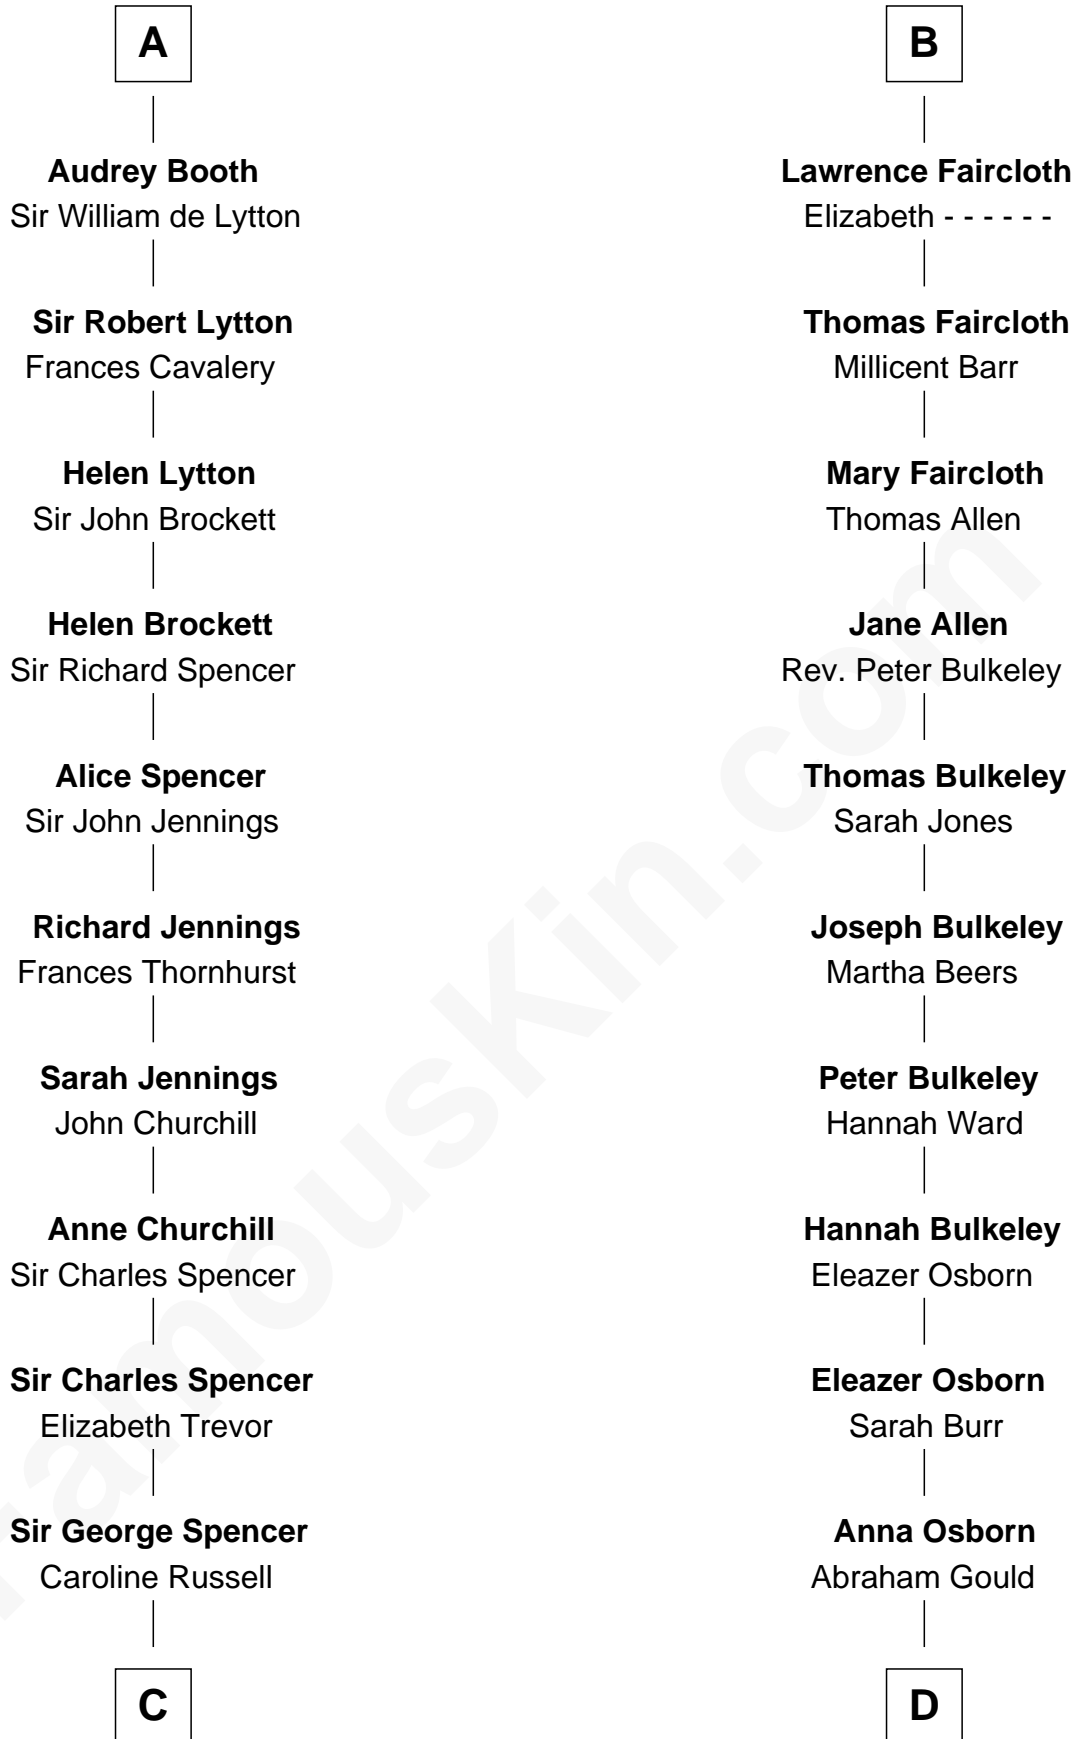 A
Audrey Booth
Sir William de Lytton
Sir Robert Lytton
Frances Cavalery
Helen Lytton
Sir John Brockett
Helen Brockett
Sir Richard Spencer
Alice Spencer
Sir John Jennings
Richard Jennings
Frances Thornhurst
Sarah Jennings
John Churchill
Anne Churchill
Sir Charles Spencer
Sir Charles Spencer
Elizabeth Trevor
Sir George Spencer
Caroline Russell
C
B
Lawrence Faircloth
Elizabeth - - - - - -
Thomas Faircloth
Millicent Barr
Mary Faircloth
Thomas Allen
Jane Allen
Rev. Peter Bulkeley
Thomas Bulkeley
Sarah Jones
Joseph Bulkeley
Martha Beers
Peter Bulkeley
Hannah Ward
Hannah Bulkeley
Eleazer Osborn
Eleazer Osborn
Sarah Burr
Anna Osborn
Abraham Gould
D
FamousKin.com